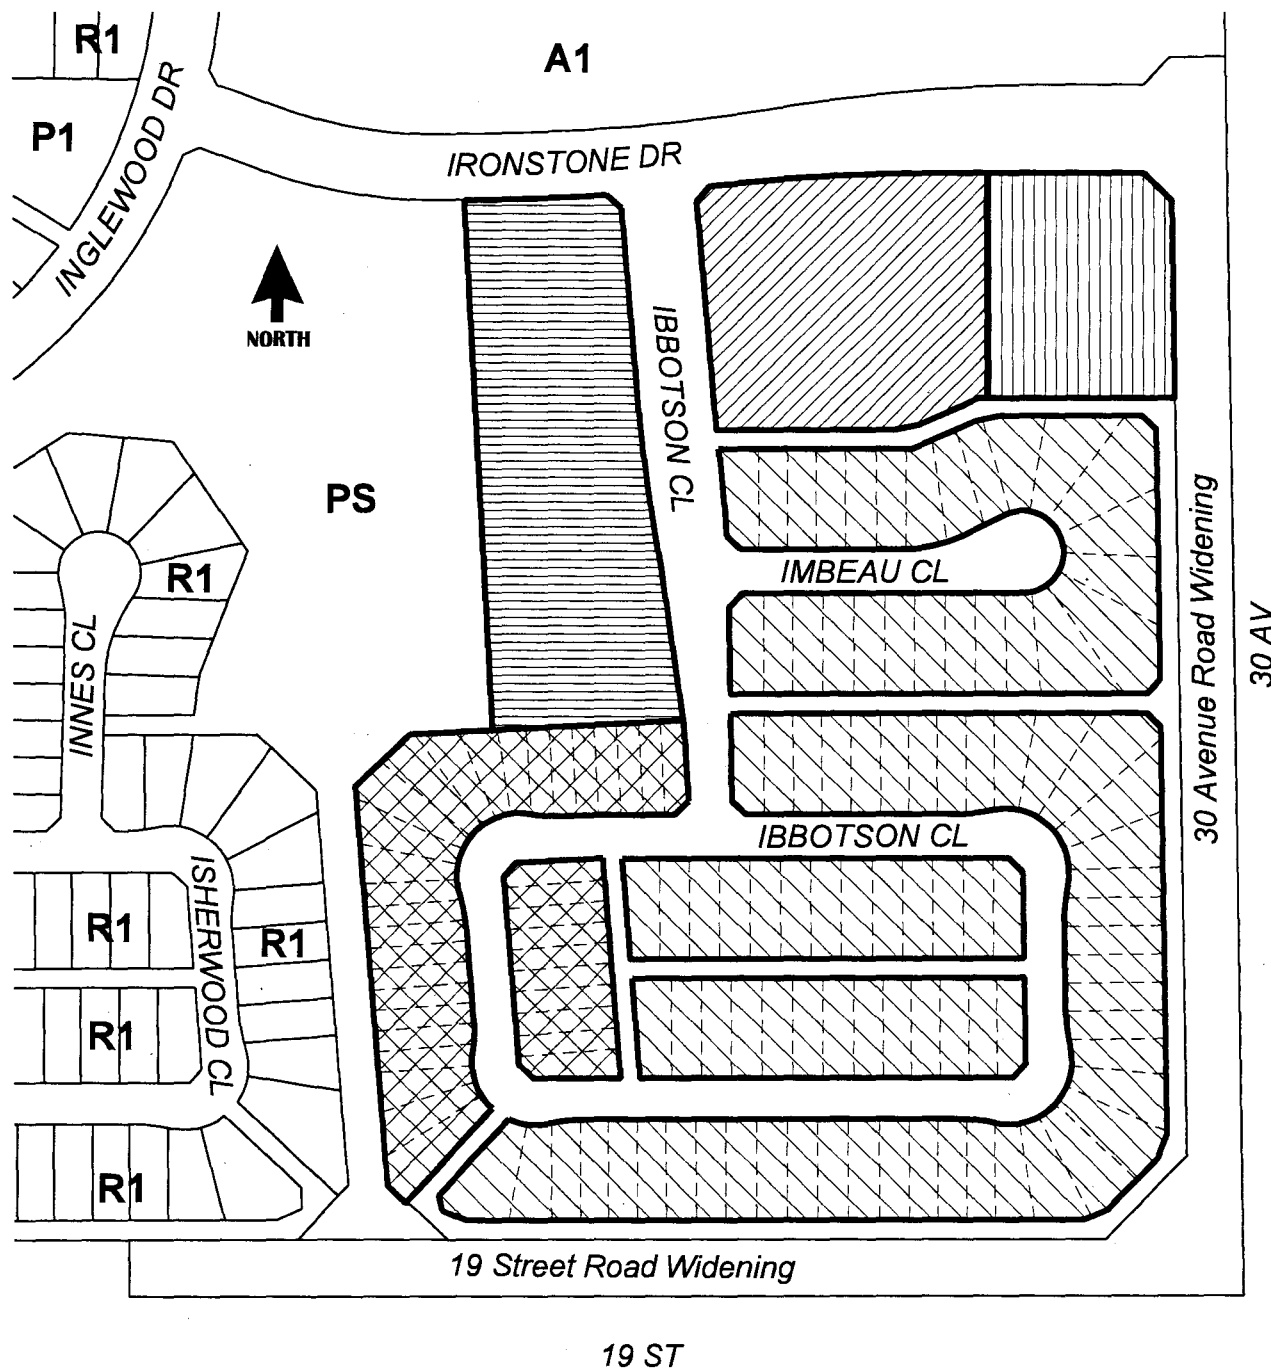 R1
A1
P1
INGLEWOOD DR
IRONSTONE DR
NORTH
IBBOTSON CL
PS
R1
IMBEAU CL
30 Avenue Road Widening
30 AV
INNES CL
IBBOTSON CL
ISHERWOOD CL
R1
R1
R1
R1
19 Street Road Widening
19 ST